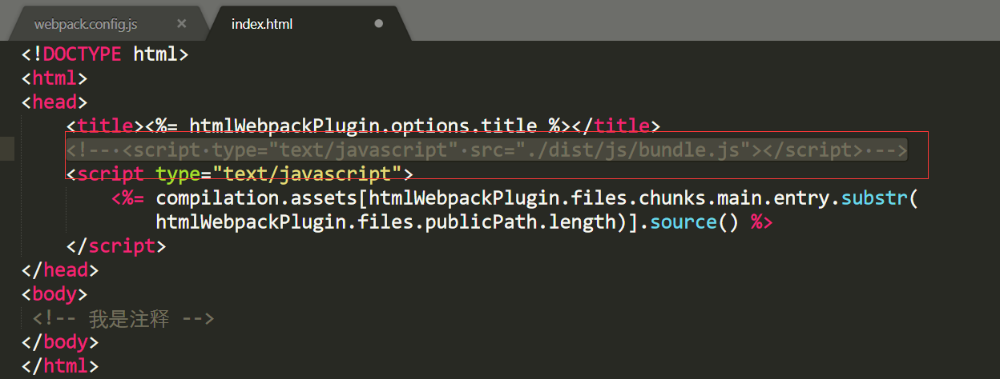 webpack.config.js × index.html
<!DOCTYPE html>
<html>
<head>
    <title><%= htmlWebpackPlugin.options.title %></title>
    <!-- <script type="text/javascript" src="./dist/js/bundle.js"></script> -->
    <script type="text/javascript">
        <%= compilation.assets[htmlWebpackPlugin.files.chunks.main.entry.substr(
            htmlWebpackPlugin.files.publicPath.length)].source() %>
    </script>
</head>
<body>
 <!-- 我是注释 -->
</body>
</html>